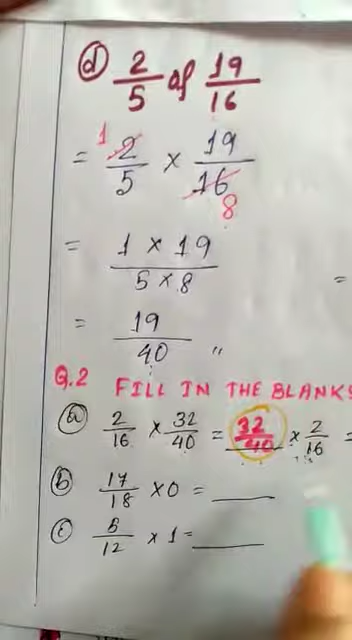 (d) 2/5 of 19/16
= 1 2/5 × 19/16 8
= 1 × 19 / 5 × 8
= 19/40 "
Q.2 FILL IN THE BLANKS
(a) 2/16 × 32/40 = 32/40 × 2/16 =
(b) 17/18 × 0 = ____
(c) 5/12 × 1 = ____